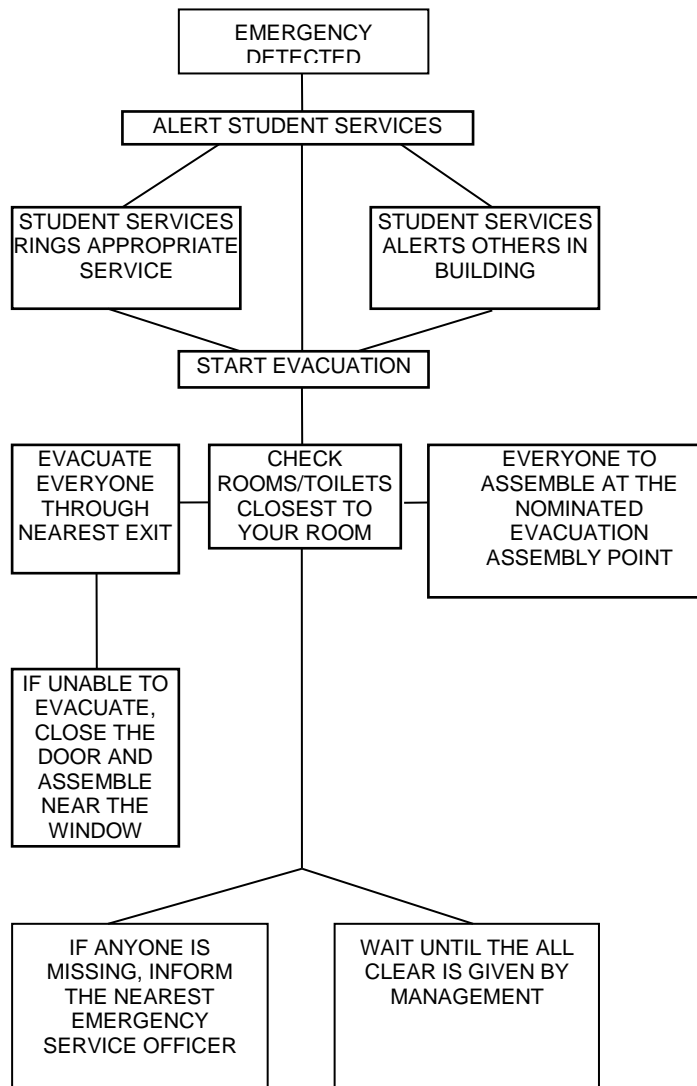 EMERGENCY
DETECTED
ALERT STUDENT SERVICES
STUDENT SERVICES
RINGS APPROPRIATE
SERVICE
STUDENT SERVICES
ALERTS OTHERS IN
BUILDING
START EVACUATION
EVACUATE
EVERYONE
THROUGH
NEAREST EXIT
CHECK
ROOMS/TOILETS
CLOSEST TO
YOUR ROOM
EVERYONE TO
ASSEMBLE AT THE
NOMINATED
EVACUATION
ASSEMBLY POINT
IF UNABLE TO
EVACUATE,
CLOSE THE
DOOR AND
ASSEMBLE
NEAR THE
WINDOW
IF ANYONE IS
MISSING, INFORM
THE NEAREST
EMERGENCY
SERVICE OFFICER
WAIT UNTIL THE ALL
CLEAR IS GIVEN BY
MANAGEMENT